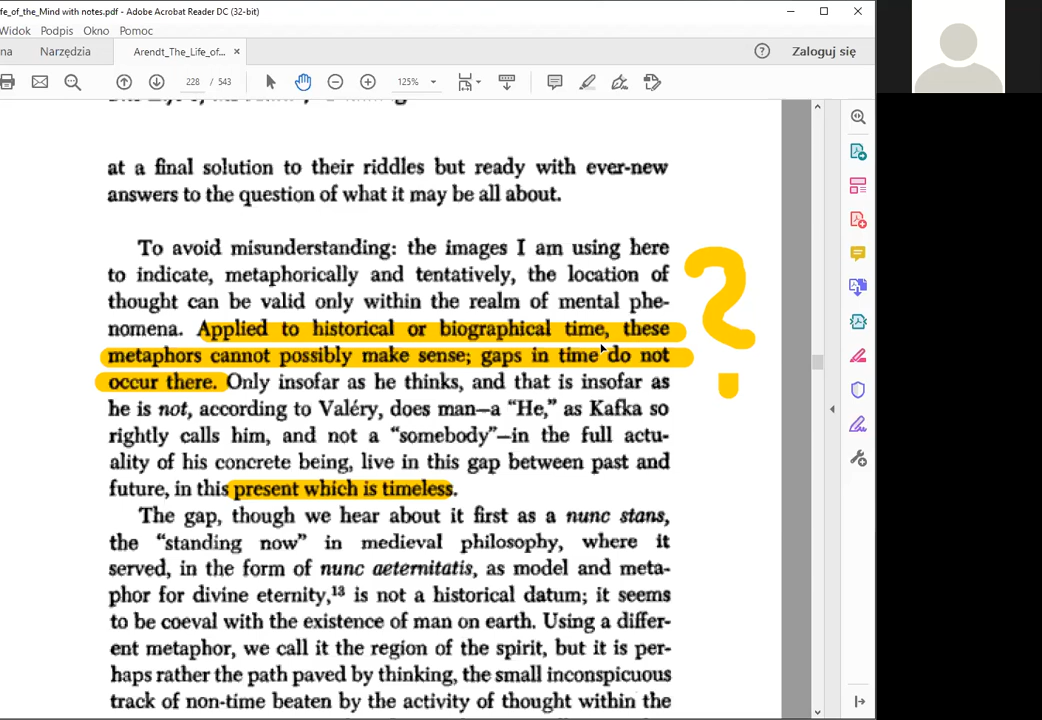 ife_of_the_Mind with notes.pdf - Adobe Acrobat Reader DC (32-bit)
Widok Podpis Okno Pomoc
na Narzędzia Arendt_The_Life_of_... × ? Zaloguj się
228 / 543 125%
at a final solution to their riddles but ready with ever-new
answers to the question of what it may be all about.
To avoid misunderstanding: the images I am using here
to indicate, metaphorically and tentatively, the location of
thought can be valid only within the realm of mental phe-
nomena. Applied to historical or biographical time, these
metaphors cannot possibly make sense; gaps in time do not
occur there. Only insofar as he thinks, and that is insofar as
he is not, according to Valéry, does man—a “He,” as Kafka so
rightly calls him, and not a “somebody”—in the full actu-
ality of his concrete being, live in this gap between past and
future, in this present which is timeless.
?
The gap, though we hear about it first as a nunc stans,
the “standing now” in medieval philosophy, where it
served, in the form of nunc aeternitatis, as model and meta-
phor for divine eternity,¹³ is not a historical datum; it seems
to be coeval with the existence of man on earth. Using a differ-
ent metaphor, we call it the region of the spirit, but it is per-
haps rather the path paved by thinking, the small inconspicuous
track of non-time beaten by the activity of thought within the